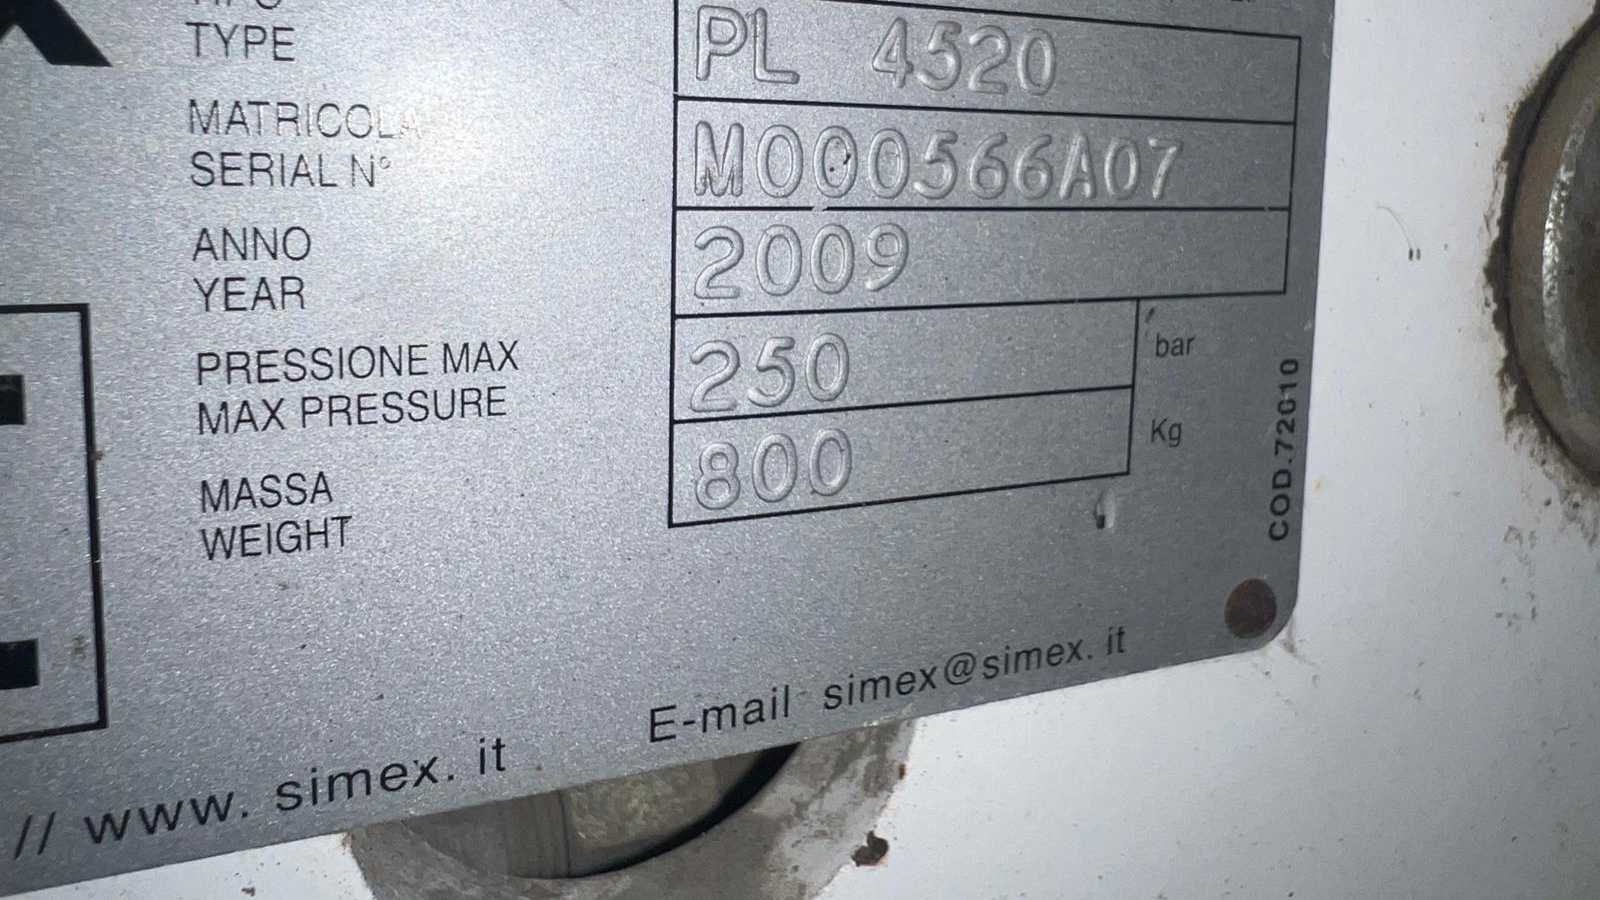 TYPE PL 4520
MATRICOLA
SERIAL N° M000566A07
ANNO
YEAR 2009
PRESSIONE MAX
MAX PRESSURE 250 bar
MASSA
WEIGHT 800 Kg
COD.72010
E-mail simex@simex. it
// www. simex. it